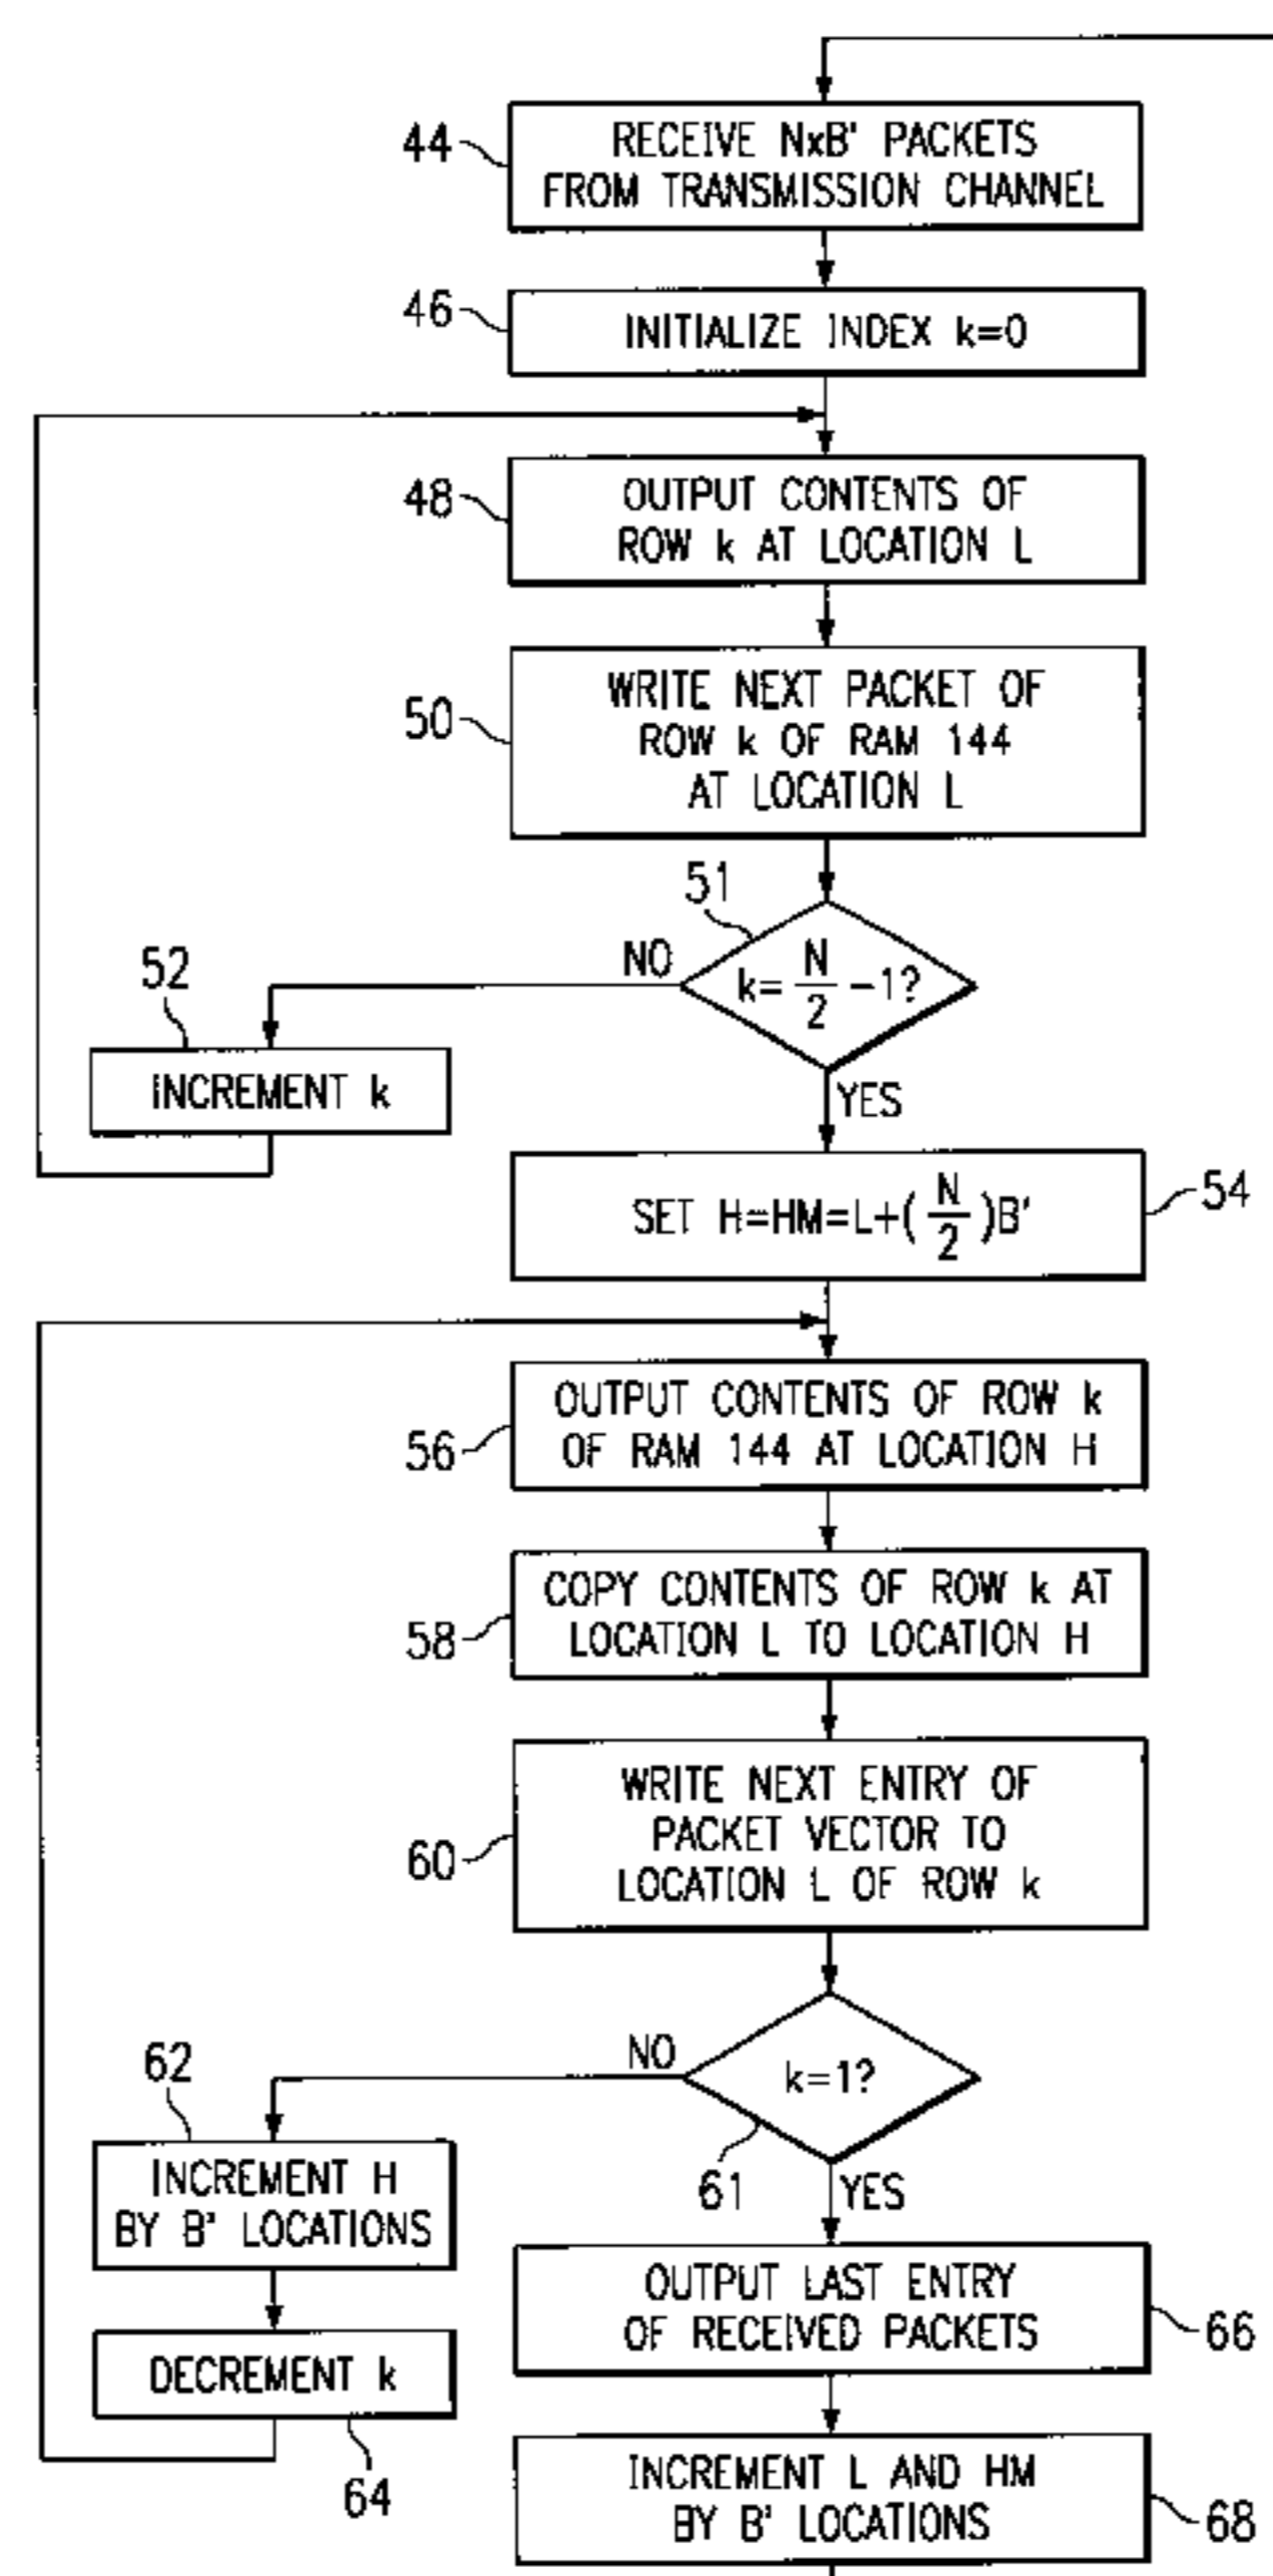 44
RECEIVE NxB' PACKETS
FROM TRANSMISSION CHANNEL
46
INITIALIZE INDEX k=0
48
OUTPUT CONTENTS OF
ROW k AT LOCATION L
50
WRITE NEXT PACKET OF
ROW k OF RAM 144
AT LOCATION L
51
k= N/2 -1?
NO
YES
52
INCREMENT k
SET H=HM=L+(N/2)B'
54
OUTPUT CONTENTS OF ROW k
OF RAM 144 AT LOCATION H
56
COPY CONTENTS OF ROW k AT
LOCATION L TO LOCATION H
58
WRITE NEXT ENTRY OF
PACKET VECTOR TO
LOCATION L OF ROW k
60
k=1?
61
NO
YES
62
INCREMENT H
BY B' LOCATIONS
DECREMENT k
64
OUTPUT LAST ENTRY
OF RECEIVED PACKETS
66
INCREMENT L AND HM
BY B' LOCATIONS
68